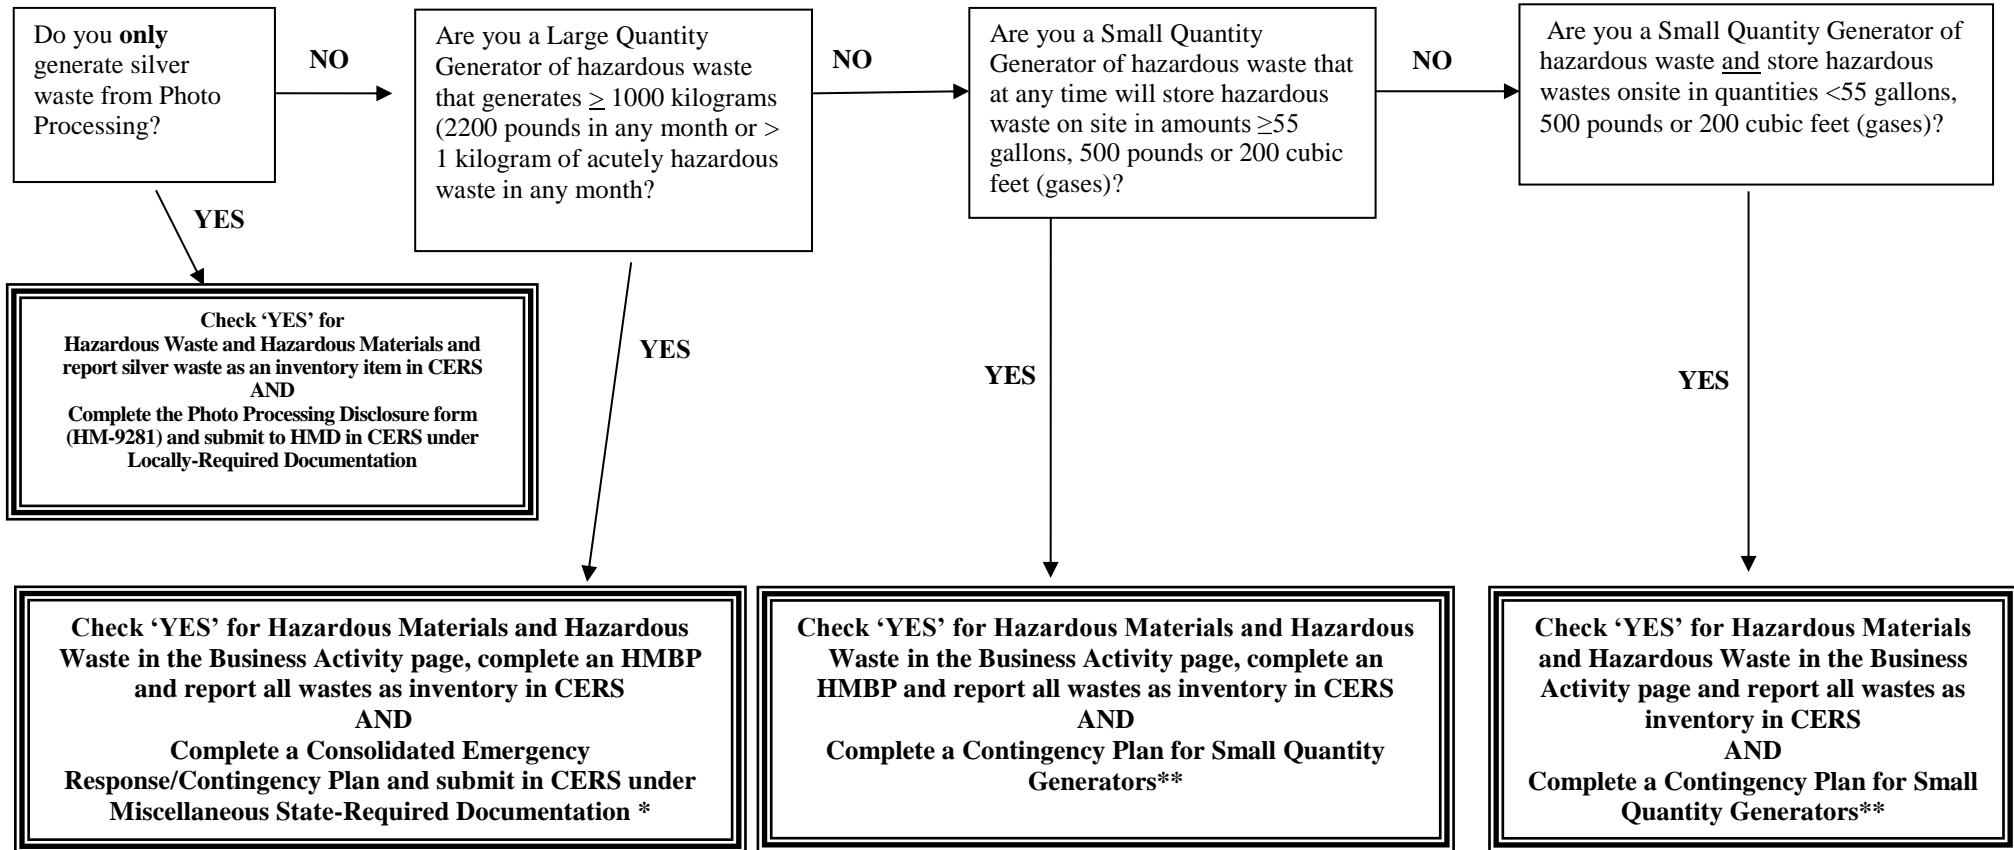 Do you only
generate silver
waste from Photo
Processing?
NO
Are you a Large Quantity
Generator of hazardous waste
that generates ≥ 1000 kilograms
(2200 pounds in any month or >
1 kilogram of acutely hazardous
waste in any month?
NO
Are you a Small Quantity
Generator of hazardous waste that
at any time will store hazardous
waste on site in amounts ≥55
gallons, 500 pounds or 200 cubic
feet (gases)?
NO
Are you a Small Quantity Generator of
hazardous waste and store hazardous
wastes onsite in quantities <55 gallons,
500 pounds or 200 cubic feet (gases)?
YES
YES
YES
YES
Check ‘YES’ for
Hazardous Waste and Hazardous Materials and
report silver waste as an inventory item in CERS
AND
Complete the Photo Processing Disclosure form
(HM-9281) and submit to HMD in CERS under
Locally-Required Documentation
Check ‘YES’ for Hazardous Materials and Hazardous
Waste in the Business Activity page, complete an HMBP
and report all wastes as inventory in CERS
AND
Complete a Consolidated Emergency
Response/Contingency Plan and submit in CERS under
Miscellaneous State-Required Documentation *
Check ‘YES’ for Hazardous Materials and Hazardous
Waste in the Business Activity page, complete an
HMBP and report all wastes as inventory in CERS
AND
Complete a Contingency Plan for Small Quantity
Generators**
Check ‘YES’ for Hazardous Materials
and Hazardous Waste in the Business
Activity page and report all wastes as
inventory in CERS
AND
Complete a Contingency Plan for Small
Quantity Generators**